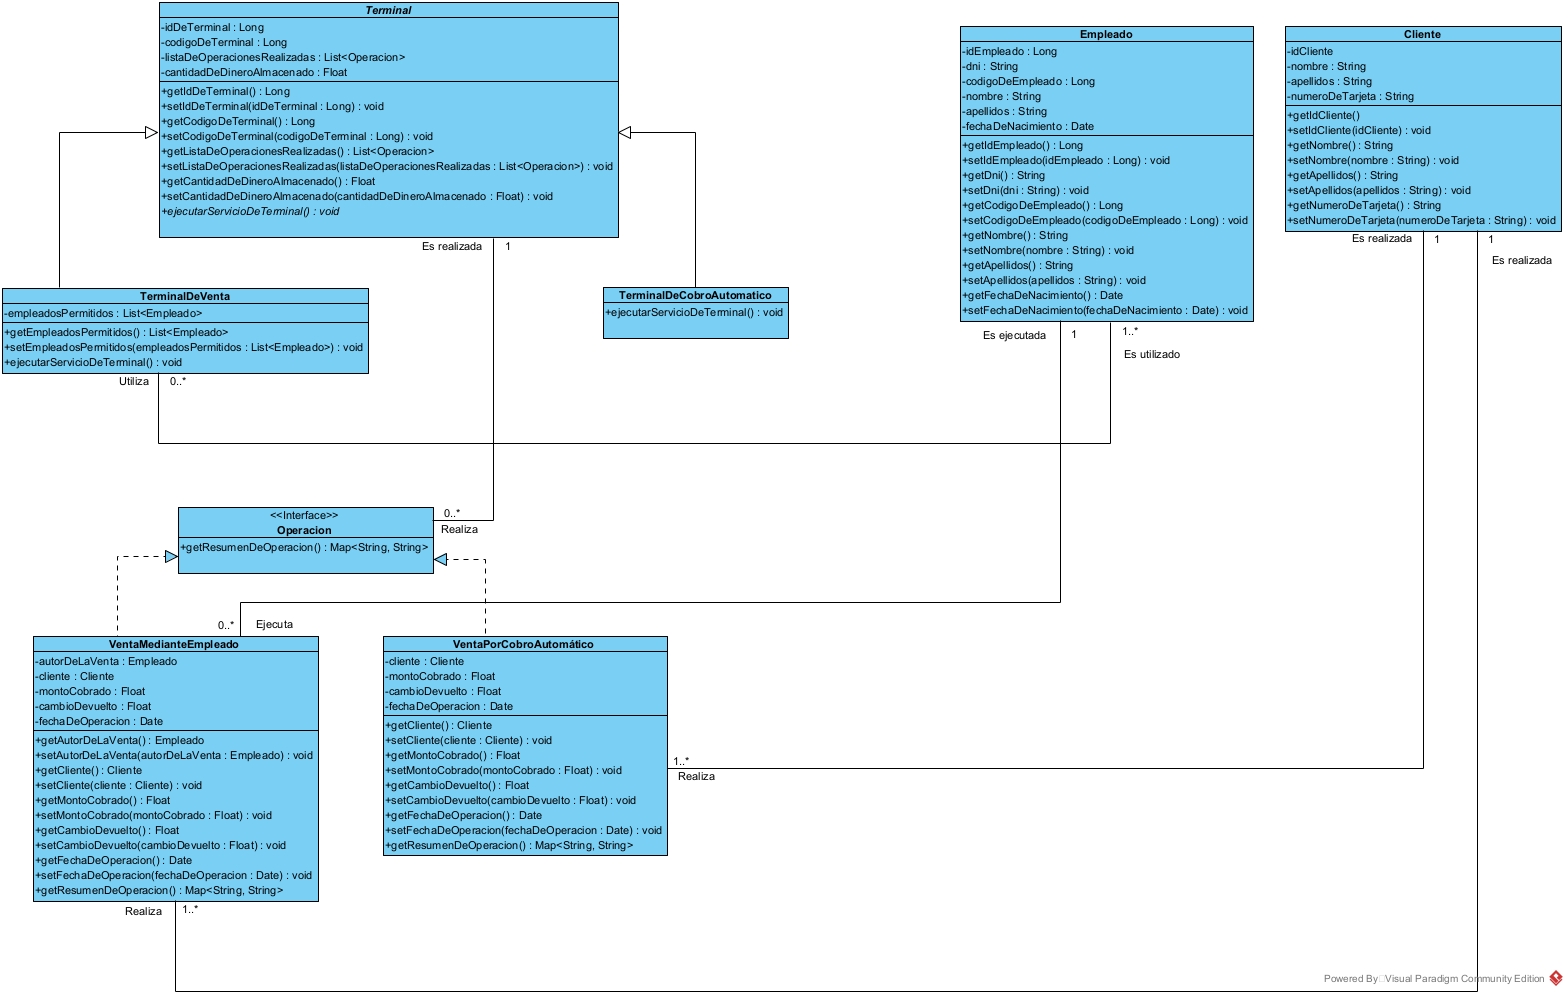 Terminal
-idDeTerminal : Long
-codigoDeTerminal : Long
-listaDeOperacionesRealizadas : List<Operacion>
-cantidadDeDineroAlmacenado : Float
+getIdDeTerminal() : Long
+setIdDeTerminal(idDeTerminal : Long) : void
+getCodigoDeTerminal() : Long
+setCodigoDeTerminal(codigoDeTerminal : Long) : void
+getListaDeOperacionesRealizadas() : List<Operacion>
+setListaDeOperacionesRealizadas(listaDeOperacionesRealizadas : List<Operacion>) : void
+getCantidadDeDineroAlmacenado() : Float
+setCantidadDeDineroAlmacenado(cantidadDeDineroAlmacenado : Float) : void
+ejecutarServicioDeTerminal() : void
Es realizada
1
Empleado
-idEmpleado : Long
-dni : String
-codigoDeEmpleado : Long
-nombre : String
-apellidos : String
-fechaDeNacimiento : Date
+getIdEmpleado() : Long
+setIdEmpleado(idEmpleado : Long) : void
+getDni() : String
+setDni(dni : String) : void
+getCodigoDeEmpleado() : Long
+setCodigoDeEmpleado(codigoDeEmpleado : Long) : void
+getNombre() : String
+setNombre(nombre : String) : void
+getApellidos() : String
+setApellidos(apellidos : String) : void
+getFechaDeNacimiento() : Date
+setFechaDeNacimiento(fechaDeNacimiento : Date) : void
Es ejecutada
1
1..*
Es utilizado
Cliente
-idCliente
-nombre : String
-apellidos : String
-numeroDeTarjeta : String
+getIdCliente()
+setIdCliente(idCliente) : void
+getNombre() : String
+setNombre(nombre : String) : void
+getApellidos() : String
+setApellidos(apellidos : String) : void
+getNumeroDeTarjeta() : String
+setNumeroDeTarjeta(numeroDeTarjeta : String) : void
Es realizada
1
1
Es realizada
TerminalDeVenta
-empleadosPermitidos : List<Empleado>
+getEmpleadosPermitidos() : List<Empleado>
+setEmpleadosPermitidos(empleadosPermitidos : List<Empleado>) : void
+ejecutarServicioDeTerminal() : void
Utiliza
0..*
TerminalDeCobroAutomatico
+ejecutarServicioDeTerminal() : void
<<Interface>>
Operacion
+getResumenDeOperacion() : Map<String, String>
0..*
Realiza
0..*
Ejecuta
VentaMedianteEmpleado
-autorDeLaVenta : Empleado
-cliente : Cliente
-montoCobrado : Float
-cambioDevuelto : Float
-fechaDeOperacion : Date
+getAutorDeLaVenta() : Empleado
+setAutorDeLaVenta(autorDeLaVenta : Empleado) : void
+getCliente() : Cliente
+setCliente(cliente : Cliente) : void
+getMontoCobrado() : Float
+setMontoCobrado(montoCobrado : Float) : void
+getCambioDevuelto() : Float
+setCambioDevuelto(cambioDevuelto : Float) : void
+getFechaDeOperacion() : Date
+setFechaDeOperacion(fechaDeOperacion : Date) : void
+getResumenDeOperacion() : Map<String, String>
Realiza
1..*
VentaPorCobroAutomático
-cliente : Cliente
-montoCobrado : Float
-cambioDevuelto : Float
-fechaDeOperacion : Date
+getCliente() : Cliente
+setCliente(cliente : Cliente) : void
+getMontoCobrado() : Float
+setMontoCobrado(montoCobrado : Float) : void
+getCambioDevuelto() : Float
+setCambioDevuelto(cambioDevuelto : Float) : void
+getFechaDeOperacion() : Date
+setFechaDeOperacion(fechaDeOperacion : Date) : void
+getResumenDeOperacion() : Map<String, String>
1..*
Realiza
Powered By Visual Paradigm Community Edition